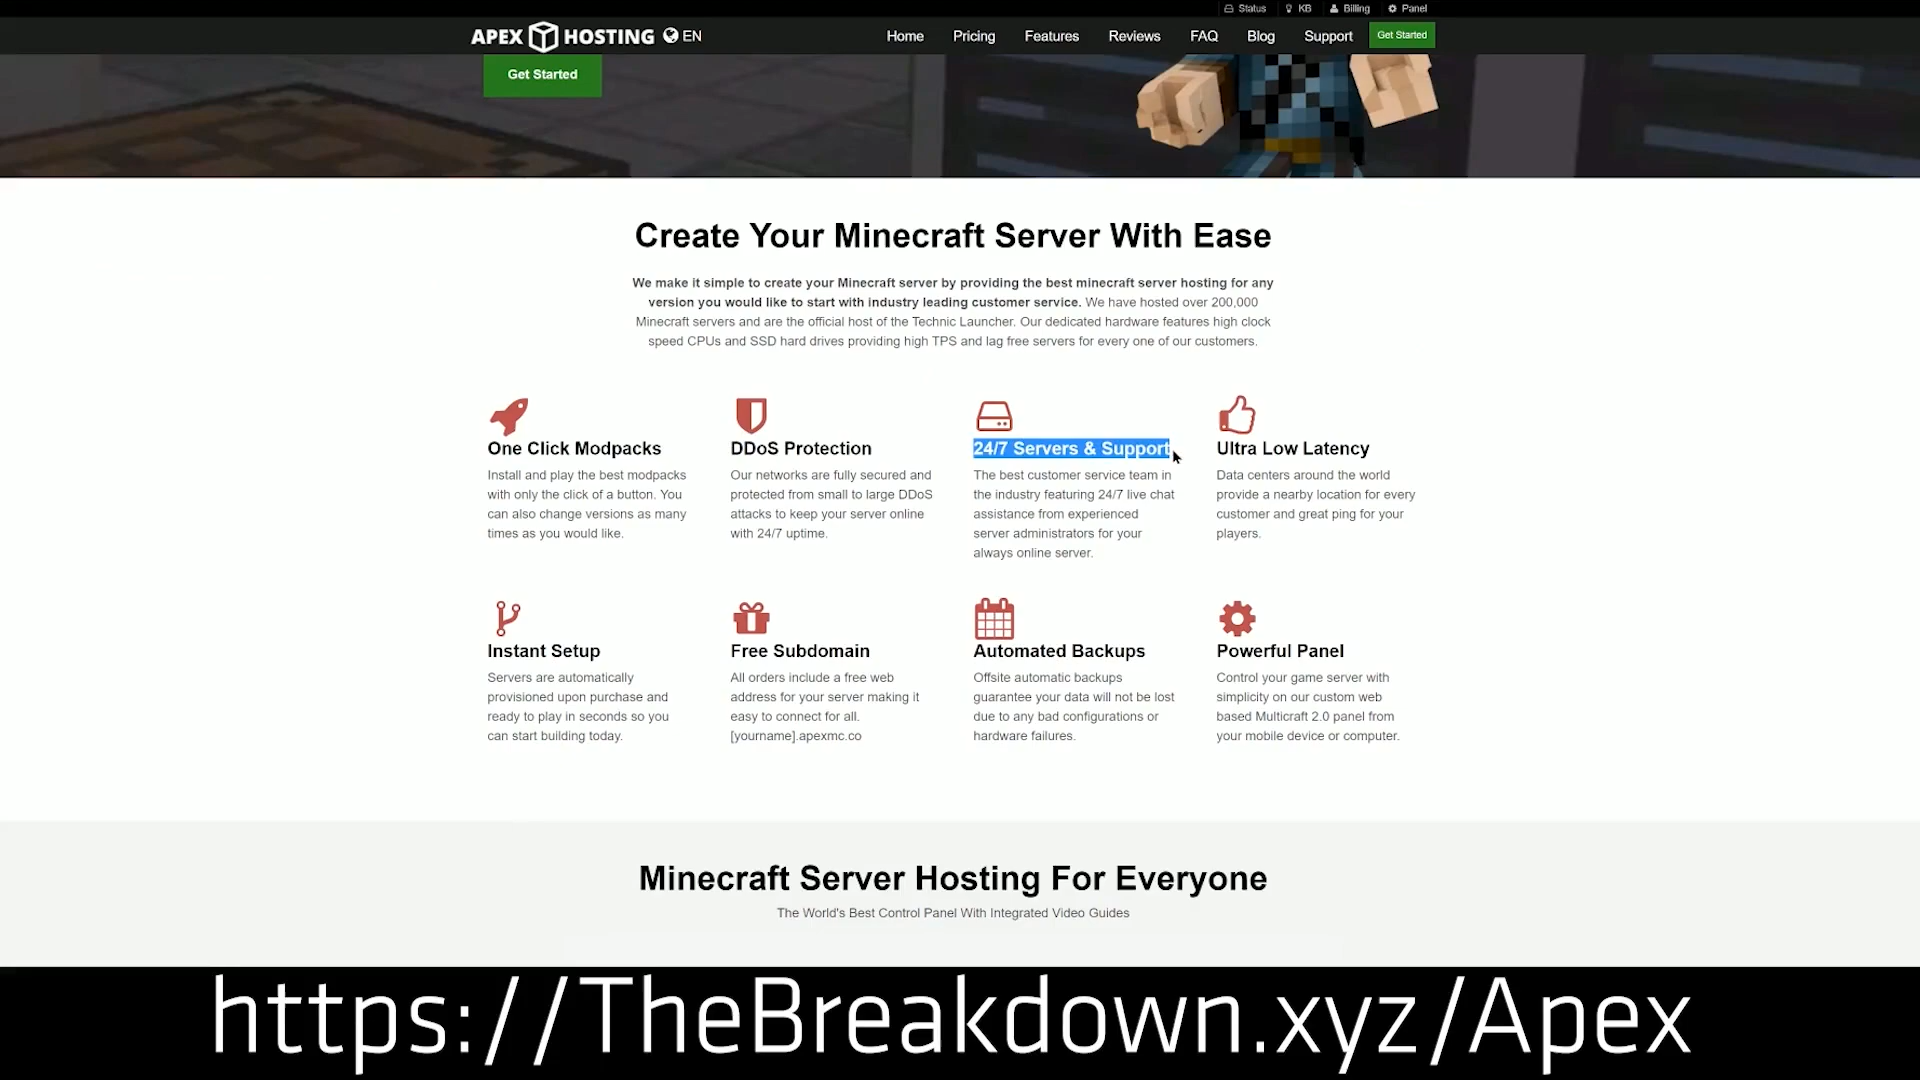 Status KB Billing Panel
APEX HOSTING EN
Home Pricing Features Reviews FAQ Blog Support Get Started
Get Started
Create Your Minecraft Server With Ease
We make it simple to create your Minecraft server by providing the best minecraft server hosting for any
version you would like to start with industry leading customer service. We have hosted over 200,000
Minecraft servers and are the official host of the Technic Launcher. Our dedicated hardware features high clock
speed CPUs and SSD hard drives providing high TPS and lag free servers for every one of our customers.
One Click Modpacks
Install and play the best modpacks
with only the click of a button. You
can also change versions as many
times as you would like.
DDoS Protection
Our networks are fully secured and
protected from small to large DDoS
attacks to keep your server online
with 24/7 uptime.
24/7 Servers & Support
The best customer service team in
the industry featuring 24/7 live chat
assistance from experienced
server administrators for your
always online server.
Ultra Low Latency
Data centers around the world
provide a nearby location for every
customer and great ping for your
players.
Instant Setup
Servers are automatically
provisioned upon purchase and
ready to play in seconds so you
can start building today.
Free Subdomain
All orders include a free web
address for your server making it
easy to connect for all.
[yourname].apexmc.co
Automated Backups
Offsite automatic backups
guarantee your data will not be lost
due to any bad configurations or
hardware failures.
Powerful Panel
Control your game server with
simplicity on our custom web
based Multicraft 2.0 panel from
your mobile device or computer.
Minecraft Server Hosting For Everyone
The World's Best Control Panel With Integrated Video Guides
https://TheBreakdown.xyz/Apex